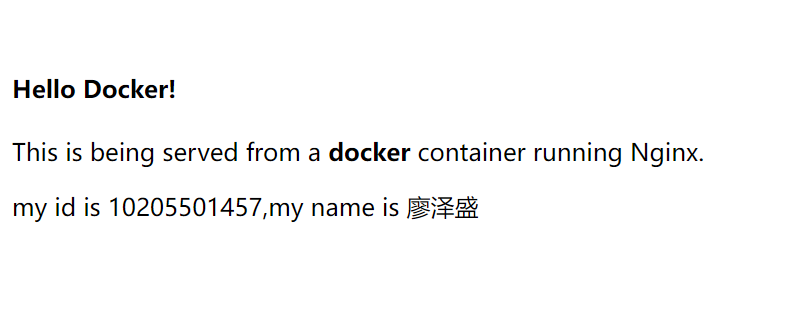 Hello Docker!
This is being served from a docker container running Nginx.
my id is 10205501457,my name is 廖泽盛